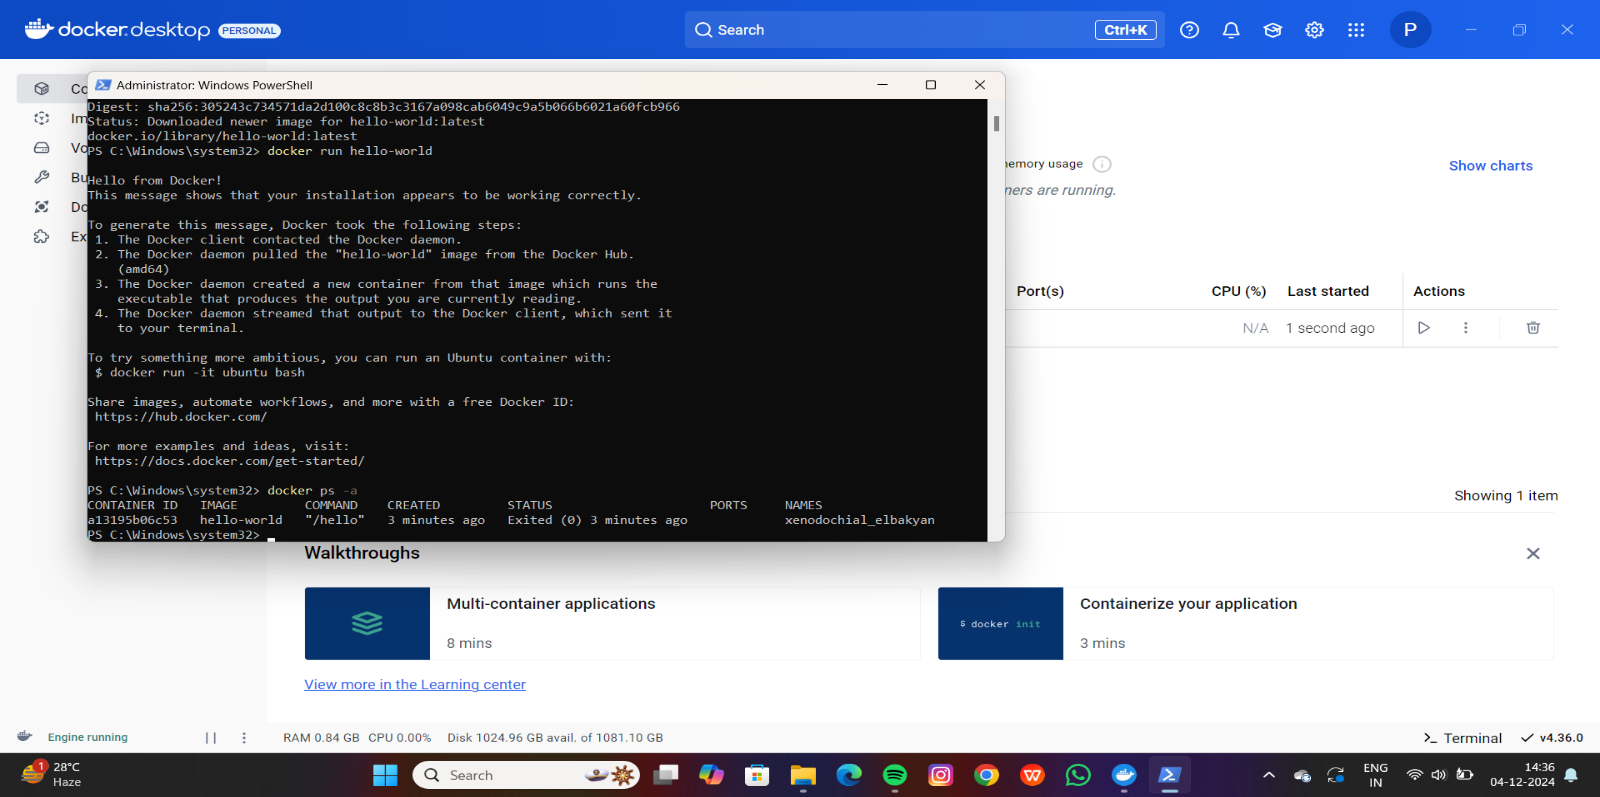 docker desktop PERSONAL
Search Ctrl+K
P
Administrator: Windows PowerShell
Digest: sha256:305243c734571da2d100c8c8b3c3167a098cab6049c9a5b066b6021a60fcb966
Status: Downloaded newer image for hello-world:latest
docker.io/library/hello-world:latest
PS C:\Windows\system32> docker run hello-world
Hello from Docker!
This message shows that your installation appears to be working correctly.
To generate this message, Docker took the following steps:
1. The Docker client contacted the Docker daemon.
2. The Docker daemon pulled the "hello-world" image from the Docker Hub.
(amd64)
3. The Docker daemon created a new container from that image which runs the
executable that produces the output you are currently reading.
4. The Docker daemon streamed that output to the Docker client, which sent it
to your terminal.
To try something more ambitious, you can run an Ubuntu container with:
$ docker run -it ubuntu bash
Share images, automate workflows, and more with a free Docker ID:
https://hub.docker.com/
For more examples and ideas, visit:
https://docs.docker.com/get-started/
PS C:\Windows\system32> docker ps -a
CONTAINER ID IMAGE COMMAND CREATED STATUS PORTS NAMES
a13195b06c53 hello-world "/hello" 3 minutes ago Exited (0) 3 minutes ago xenodochial_elbakyan
PS C:\Windows\system32>
Co
Im
Vo
Bu
Do
Ex
emory usage
Show charts
ners are running.
Port(s) CPU (%) Last started Actions
N/A 1 second ago
Showing 1 item
Walkthroughs
Multi-container applications
8 mins
$ docker init
Containerize your application
3 mins
View more in the Learning center
Engine running
RAM 0.84 GB CPU 0.00% Disk 1024.96 GB avail. of 1081.10 GB
Terminal v4.36.0
1
28°C
Haze
Search
ENG
IN
14:36
04-12-2024